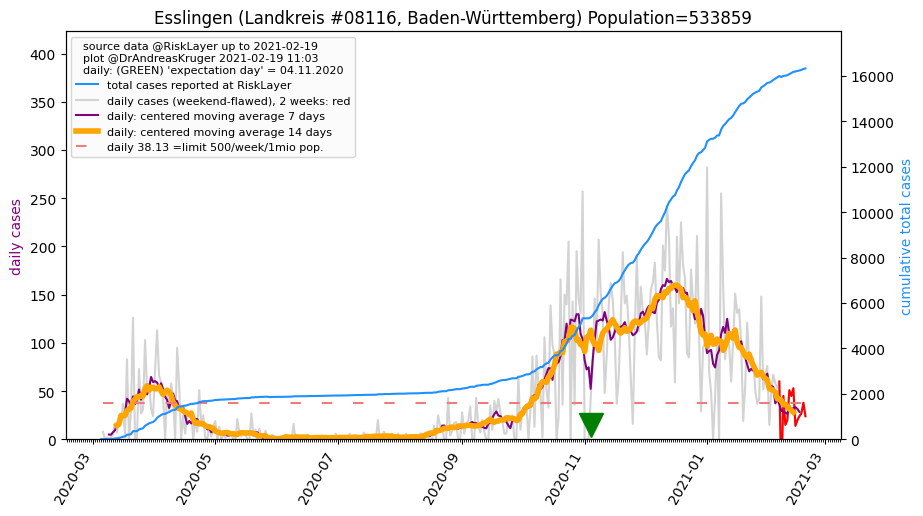 Esslingen (Landkreis #08116, Baden-Württemberg) Population=533859
source data @RiskLayer up to 2021-02-19
plot @DrAndreasKruger 2021-02-19 11:03
daily: (GREEN) 'expectation day' = 04.11.2020
total cases reported at RiskLayer
daily cases (weekend-flawed), 2 weeks: red
daily: centered moving average 7 days
daily: centered moving average 14 days
daily 38.13 =limit 500/week/1mio pop.
daily cases
400
350
300
250
200
150
100
50
0
cumulative total cases
16000
14000
12000
10000
8000
6000
4000
2000
0
2020-03
2020-05
2020-07
2020-09
2020-11
2021-01
2021-03